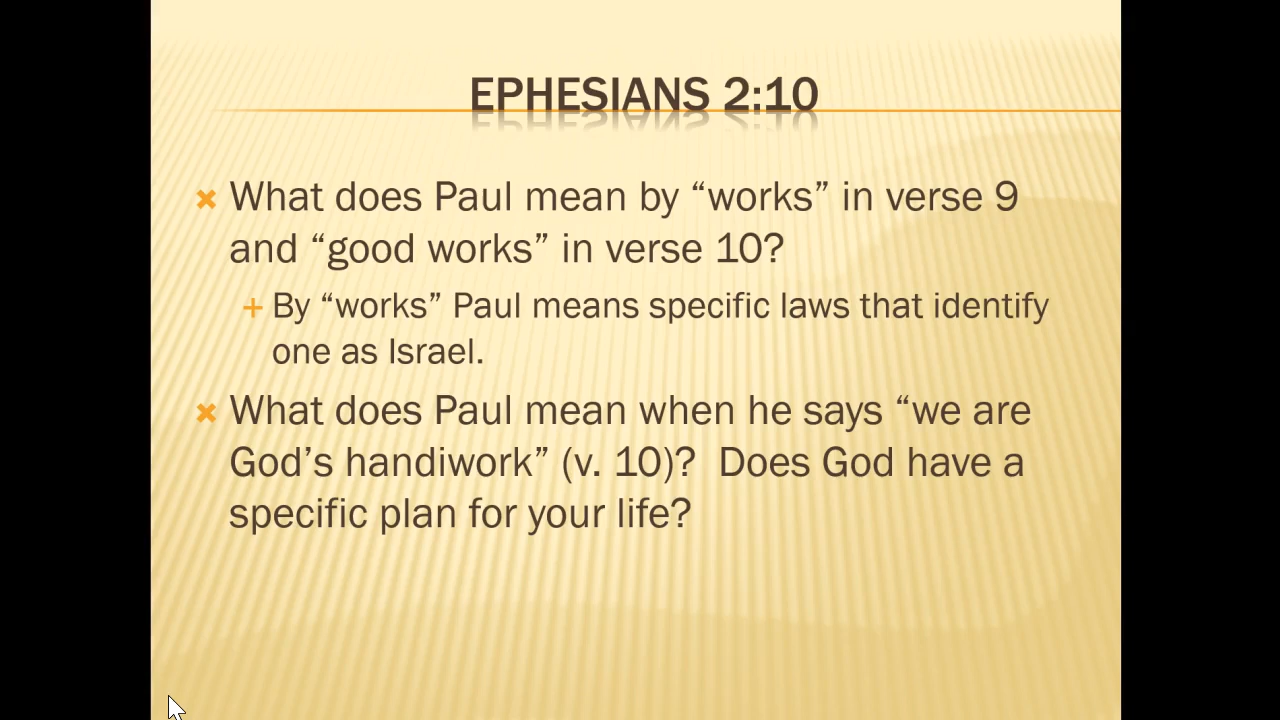 EPHESIANS 2:10
What does Paul mean by “works” in verse 9
and “good works” in verse 10?
By “works” Paul means specific laws that identify
one as Israel.
What does Paul mean when he says “we are
God’s handiwork” (v. 10)?  Does God have a
specific plan for your life?